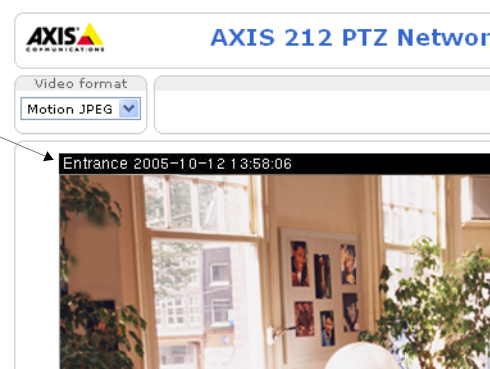 AXIS
COMMUNICATIONS
AXIS 212 PTZ Networ
Video format
Motion JPEG
Entrance 2005-10-12 13:58:06